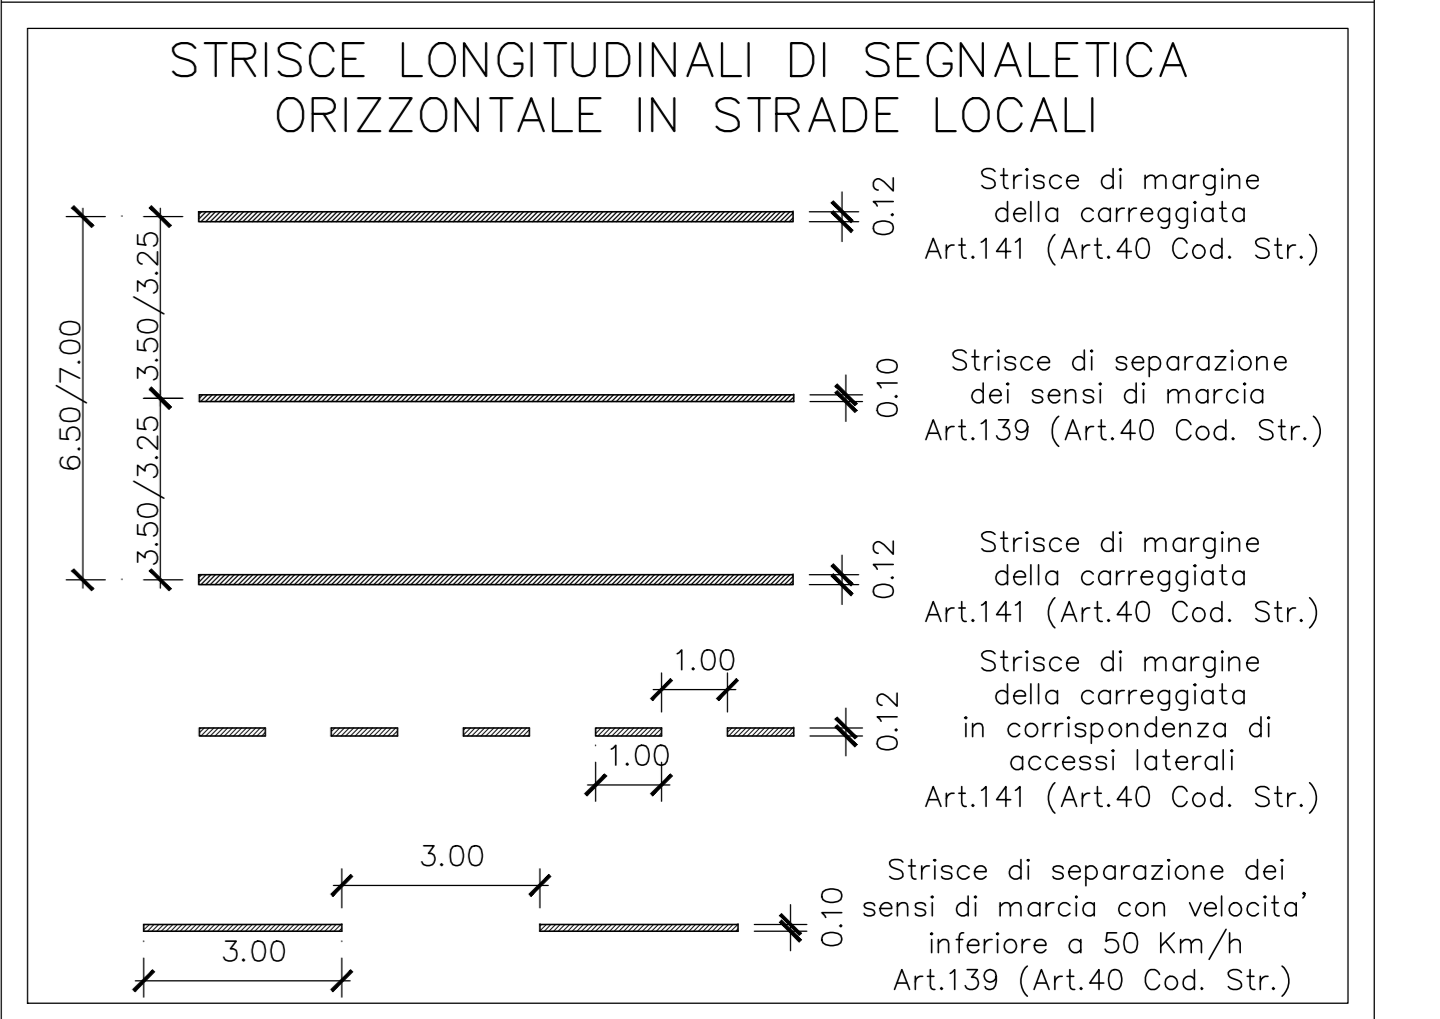 STRISCE LONGITUDINALI DI SEGNALETICA
ORIZZONTALE IN STRADE LOCALI
6.50/7.00
3.50/3.25
3.50/3.25
0.12
Strisce di margine
della carreggiata
Art.141 (Art.40 Cod. Str.)
0.10
Strisce di separazione
dei sensi di marcia
Art.139 (Art.40 Cod. Str.)
0.12
Strisce di margine
della carreggiata
Art.141 (Art.40 Cod. Str.)
1.00
1.00
0.12
Strisce di margine
della carreggiata
in corrispondenza di
accessi laterali
Art.141 (Art.40 Cod. Str.)
3.00
3.00
0.10
Strisce di separazione dei
sensi di marcia con velocita'
inferiore a 50 Km/h
Art.139 (Art.40 Cod. Str.)